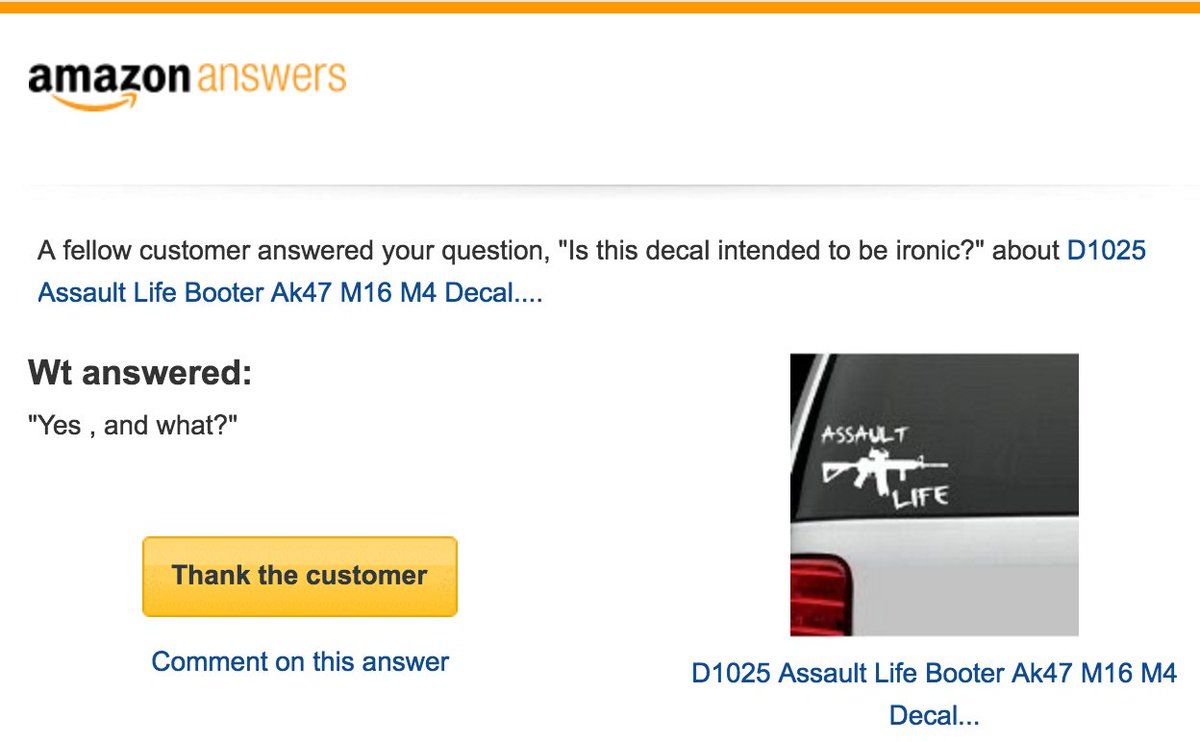 amazon answers
A fellow customer answered your question, "Is this decal intended to be ironic?" about D1025
Assault Life Booter Ak47 M16 M4 Decal....
Wt answered:
"Yes , and what?"
ASSAULT
LIFE
Thank the customer
Comment on this answer
D1025 Assault Life Booter Ak47 M16 M4
Decal...